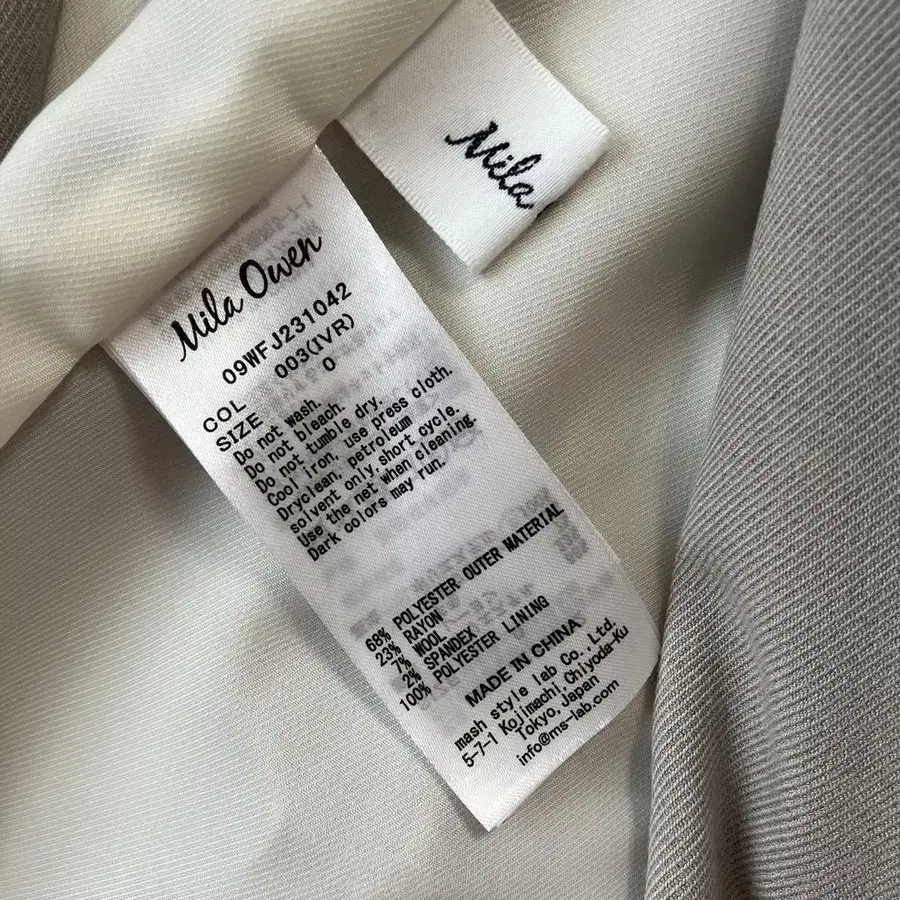 Mila
Mila Owen
09WFJ231042
COL 003(IVR)
SIZE 0
Do not wash.
Do not bleach.
Do not tumble dry.
Cool iron, use press cloth.
Dryclean, petroleum
solvent only,short cycle.
Use the net when cleaning.
Dark colors may run.
68% POLYESTER OUTER MATERIAL
23% RAYON
7% WOOL
2% SPANDEX
100% POLYESTER LINING
MADE IN CHINA
mash style lab Co., Ltd.
5-7-1 Kojimachi, Chiyoda-Ku
Tokyo, Japan
info@ms-lab.com